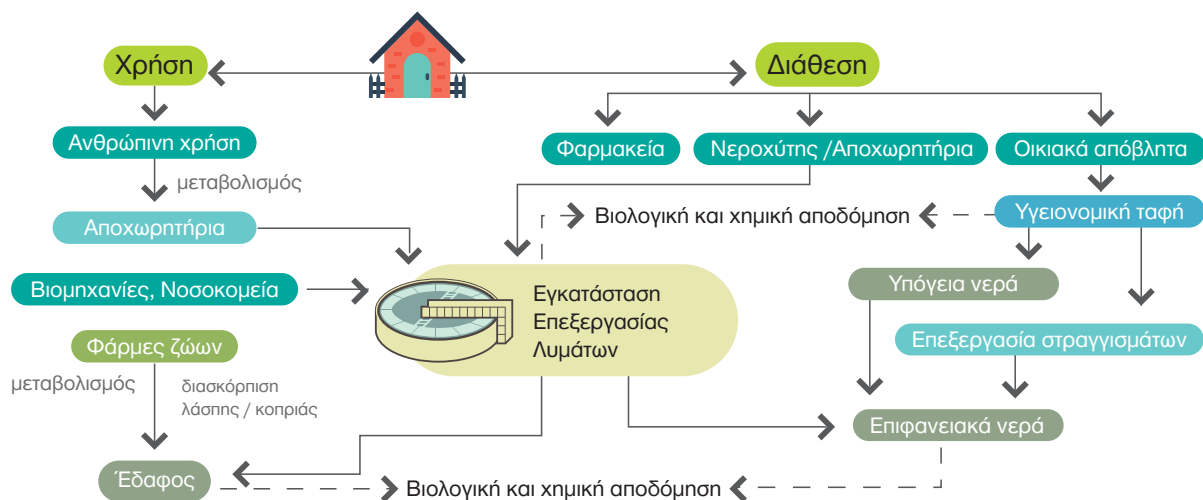 Χρήση
Διάθεση
Ανθρώπινη χρήση
Φαρμακεία
Νεροχύτης /Αποχωρητήρια
Οικιακά απόβλητα
μεταβολισμός
Αποχωρητήρια
Βιολογική και χημική αποδόμηση
Υγειονομική ταφή
Βιομηχανίες, Νοσοκομεία
Εγκατάσταση
Επεξεργασίας
Λυμάτων
Υπόγεια νερά
Φάρμες ζώων
Επεξεργασία στραγγισμάτων
μεταβολισμός
διασκόρπιση
λάσπης / κοπριάς
Επιφανειακά νερά
Έδαφος
Βιολογική και χημική αποδόμηση